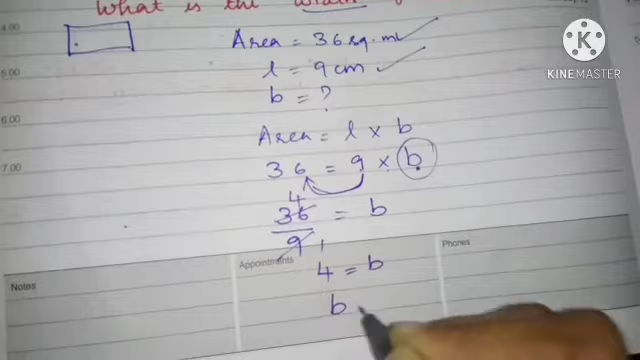 What is the width
4.00
Area = 36 sq. m
5.00
l = 9 cm
b = ?
6.00
Area = l × b
7.00
36 = 9 × b
4
36/9 = b
1
Notes
Appointments
Phones
4 = b
b
K
KINEMASTER